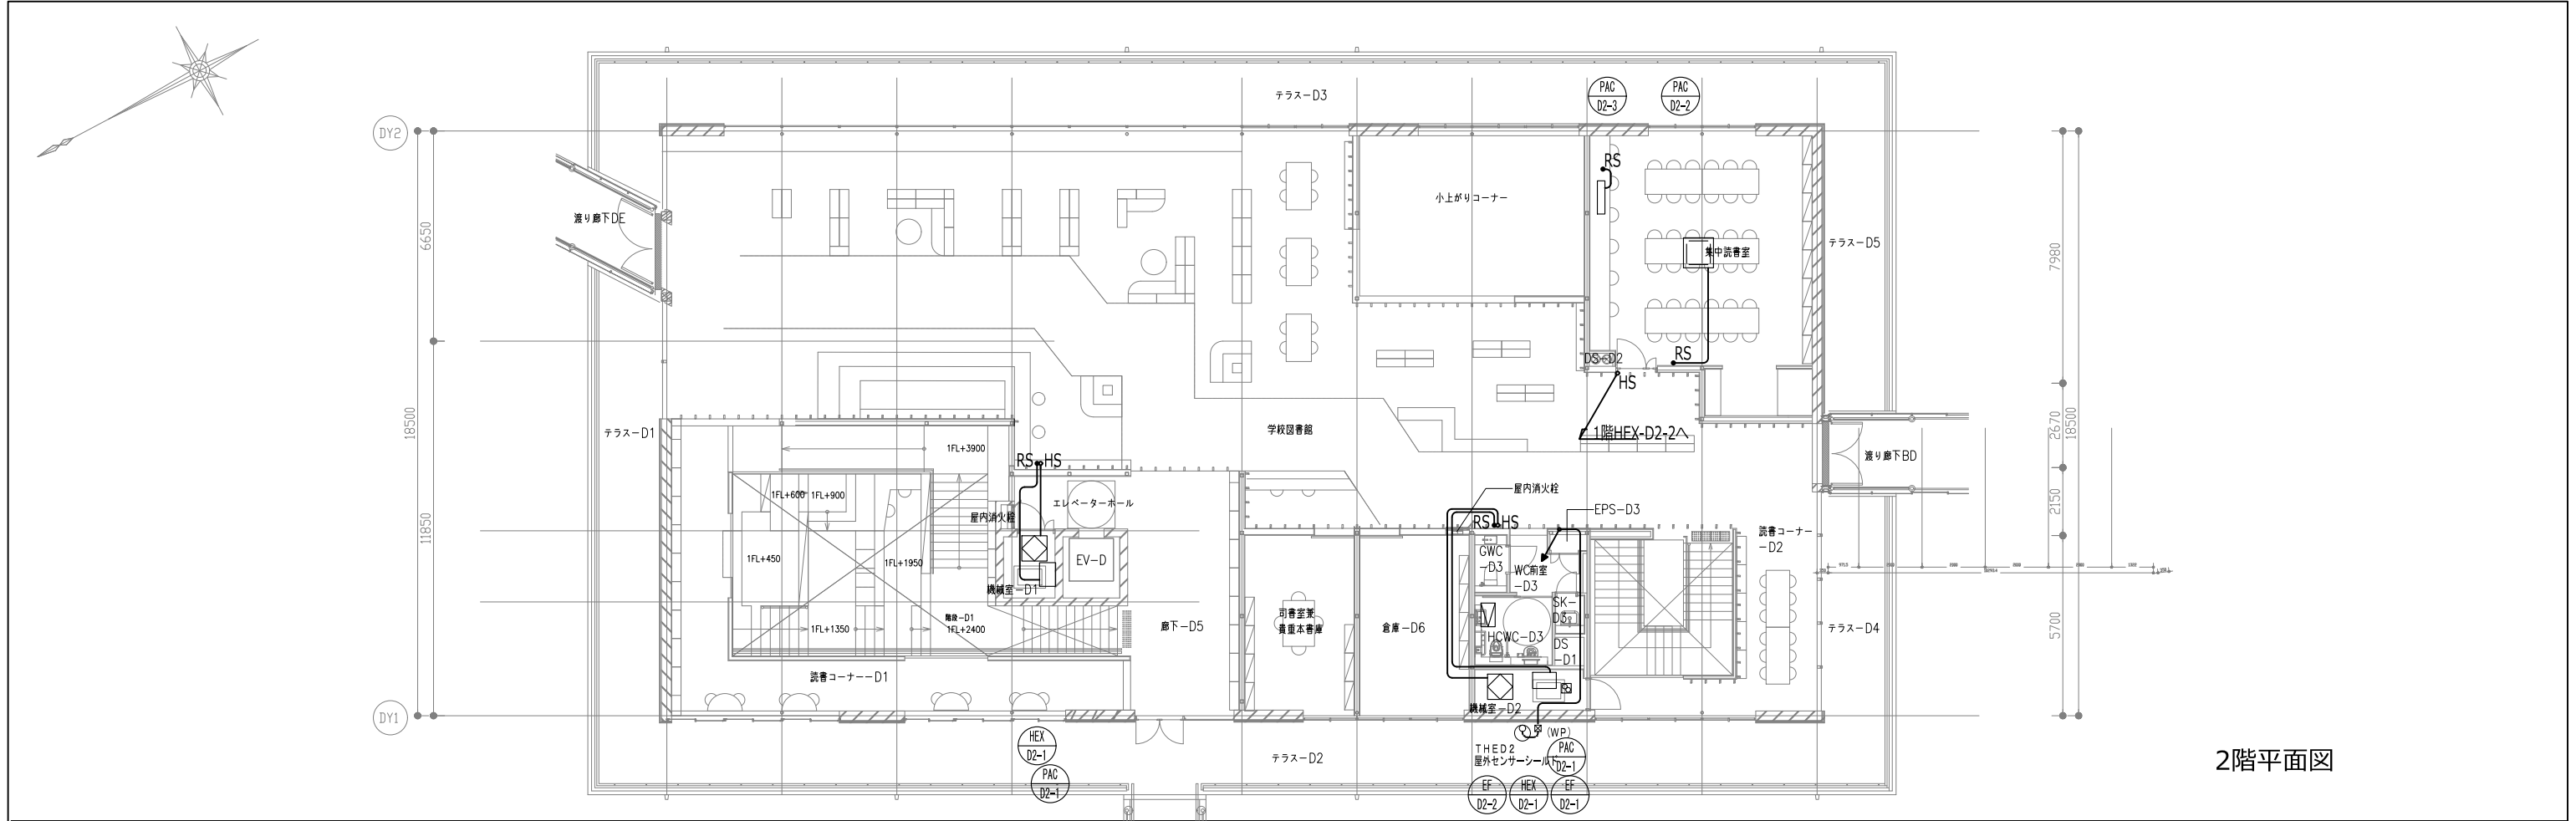 テラスーD3
PAC
D2-3
PAC
D2-2
DY2
渡り廊下DE
6650
18500
11850
テラスーD1
小上がりコーナー
RS
集中読書室
テラスーD5
7980
DS-D2
RS
HS
1階HEX-D2-2へ
学校図書館
2670
18500
2150
5700
渡り廊下BD
1FL+3900
RS
HS
1FL+600
1FL+900
エレベーターホール
屋内消火栓
屋内消火栓
EPS-D3
RS
HS
読書コーナー
-D2
1FL+450
1FL+1950
EV-D
機械室-D1
GWC
-D3
WC前室
-D3
SK-
D3
司書室兼
貴重本書庫
倉庫-D6
HCWC-D3
DS
-D1
階段-D1
1FL+1350
1FL+2400
廊下-D5
テラスーD4
読書コーナー-D1
機械室-D2
DY1
HEX
D2-1
PAC
D2-1
テラスーD2
(WP)
THED2
屋外センサーシールド
PAC
D2-1
EF
D2-2
HEX
D2-1
EF
D2-1
2階平面図